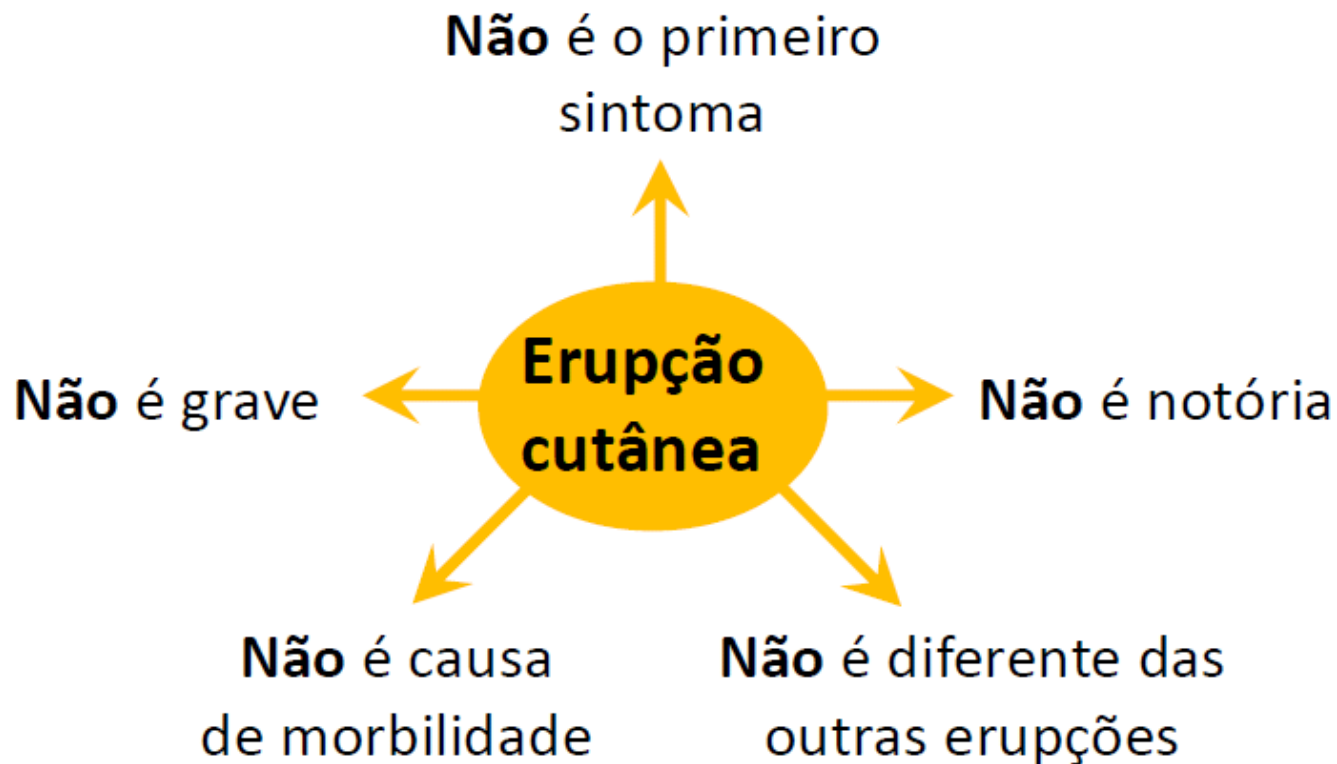 Não é o primeiro
sintoma
Erupção
cutânea
Não é grave
Não é notória
Não é causa
de morbilidade
Não é diferente das
outras erupções